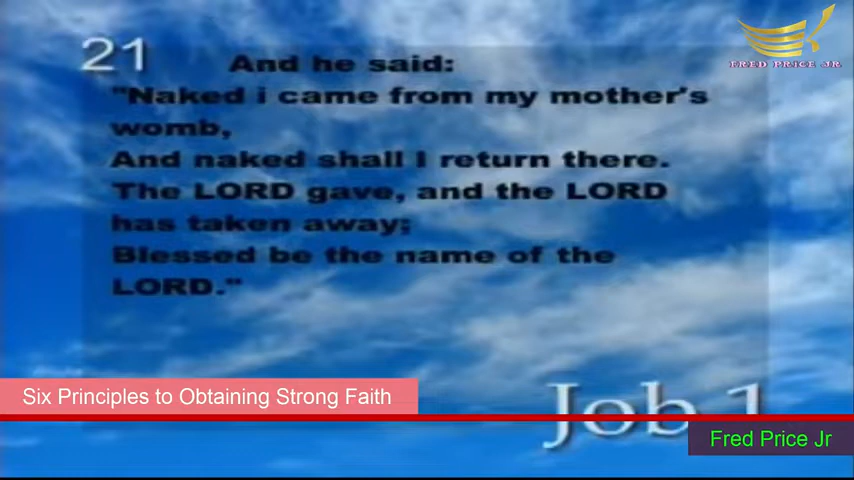 FRED PRICE JR.
21 And he said:
"Naked i came from my mother's
womb,
And naked shall I return there.
The LORD gave, and the LORD
has taken away;
Blessed be the name of the
LORD."
Six Principles to Obtaining Strong Faith
Job 1
Fred Price Jr